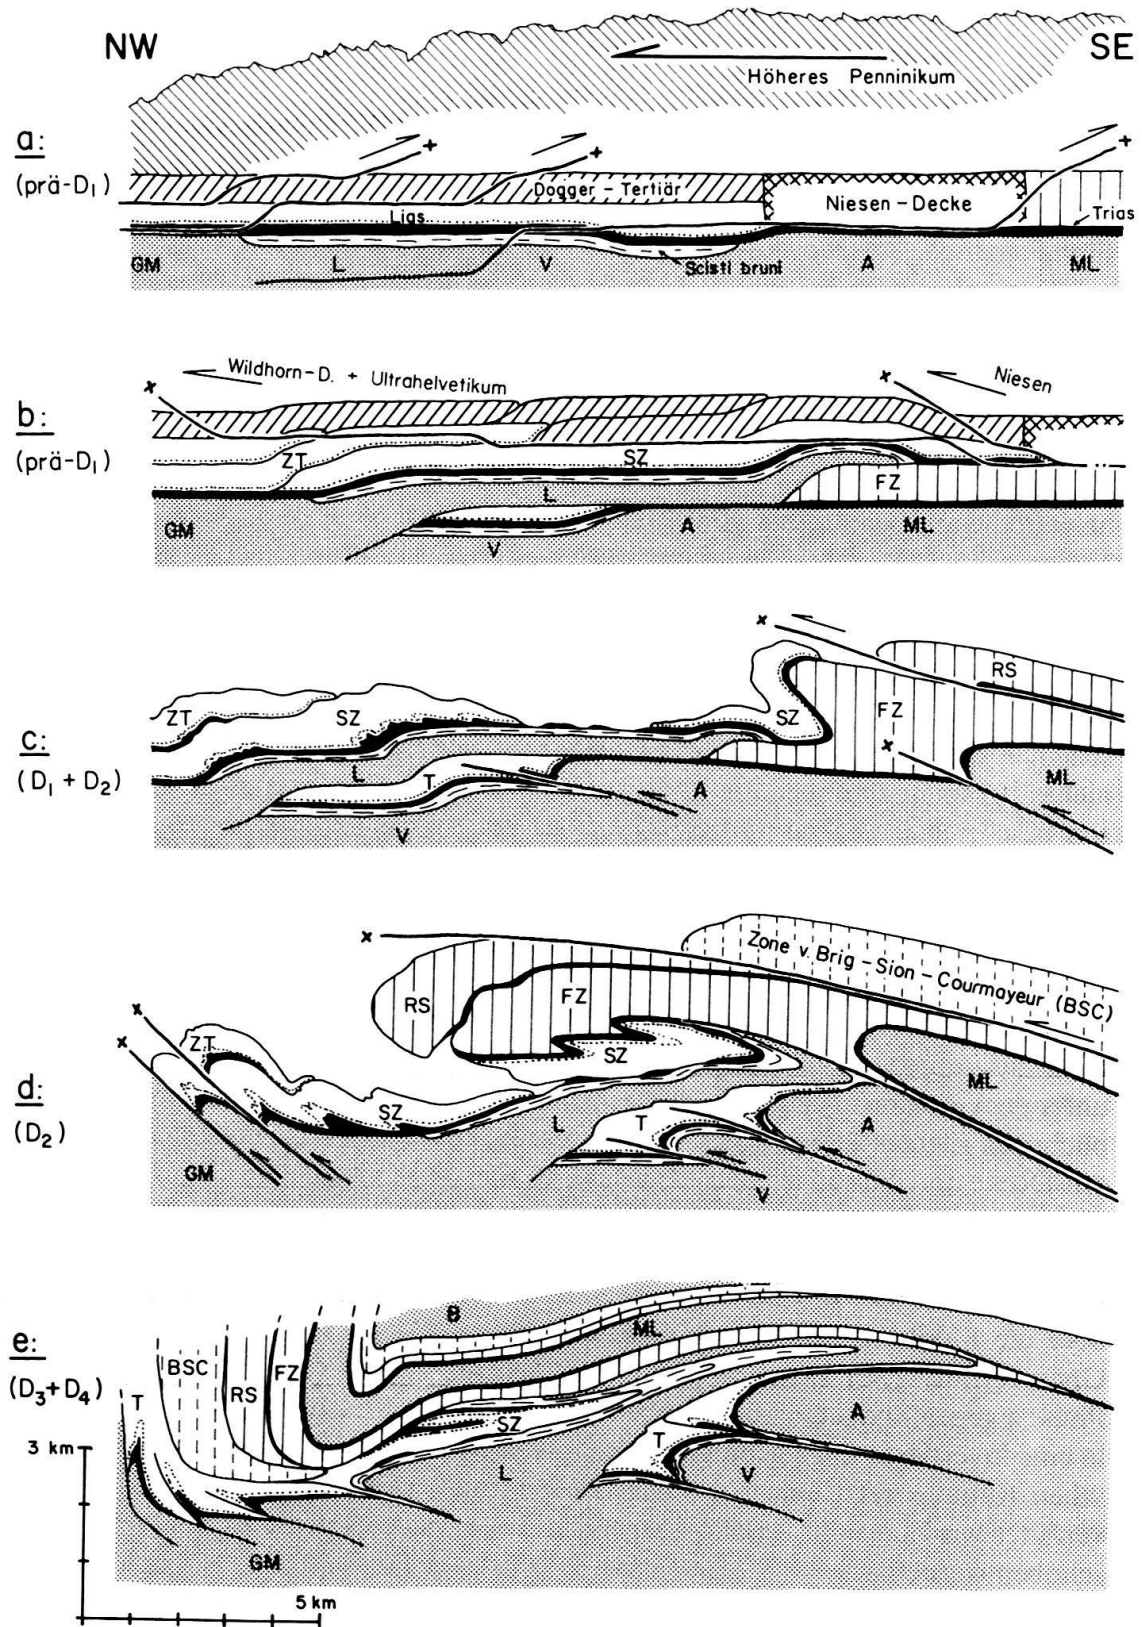 NW
SE
Höheres Penninikum
a:
(prä-D₁)
+
+
+
Dogger-Tertiär
Niesen-Decke
Lias
Trias
GM
L
V
Scisti bruni
A
ML
b:
(prä-D₁)
x
Wildhorn-D. + Ultrahelvetikum
x
Niesen
ZT
SZ
FZ
L
GM
A
ML
V
c:
(D₁ + D₂)
x
RS
ZT
SZ
SZ
FZ
x
L
T
A
ML
V
d:
(D₂)
x
Zone v. Brig-Sion-Courmayeur (BSC)
RS
FZ
x
x
ZT
SZ
SZ
ML
L
T
A
GM
V
e:
(D₃+D₄)
B
ML
BSC
RS
FZ
T
SZ
A
T
3 km
L
V
GM
5 km